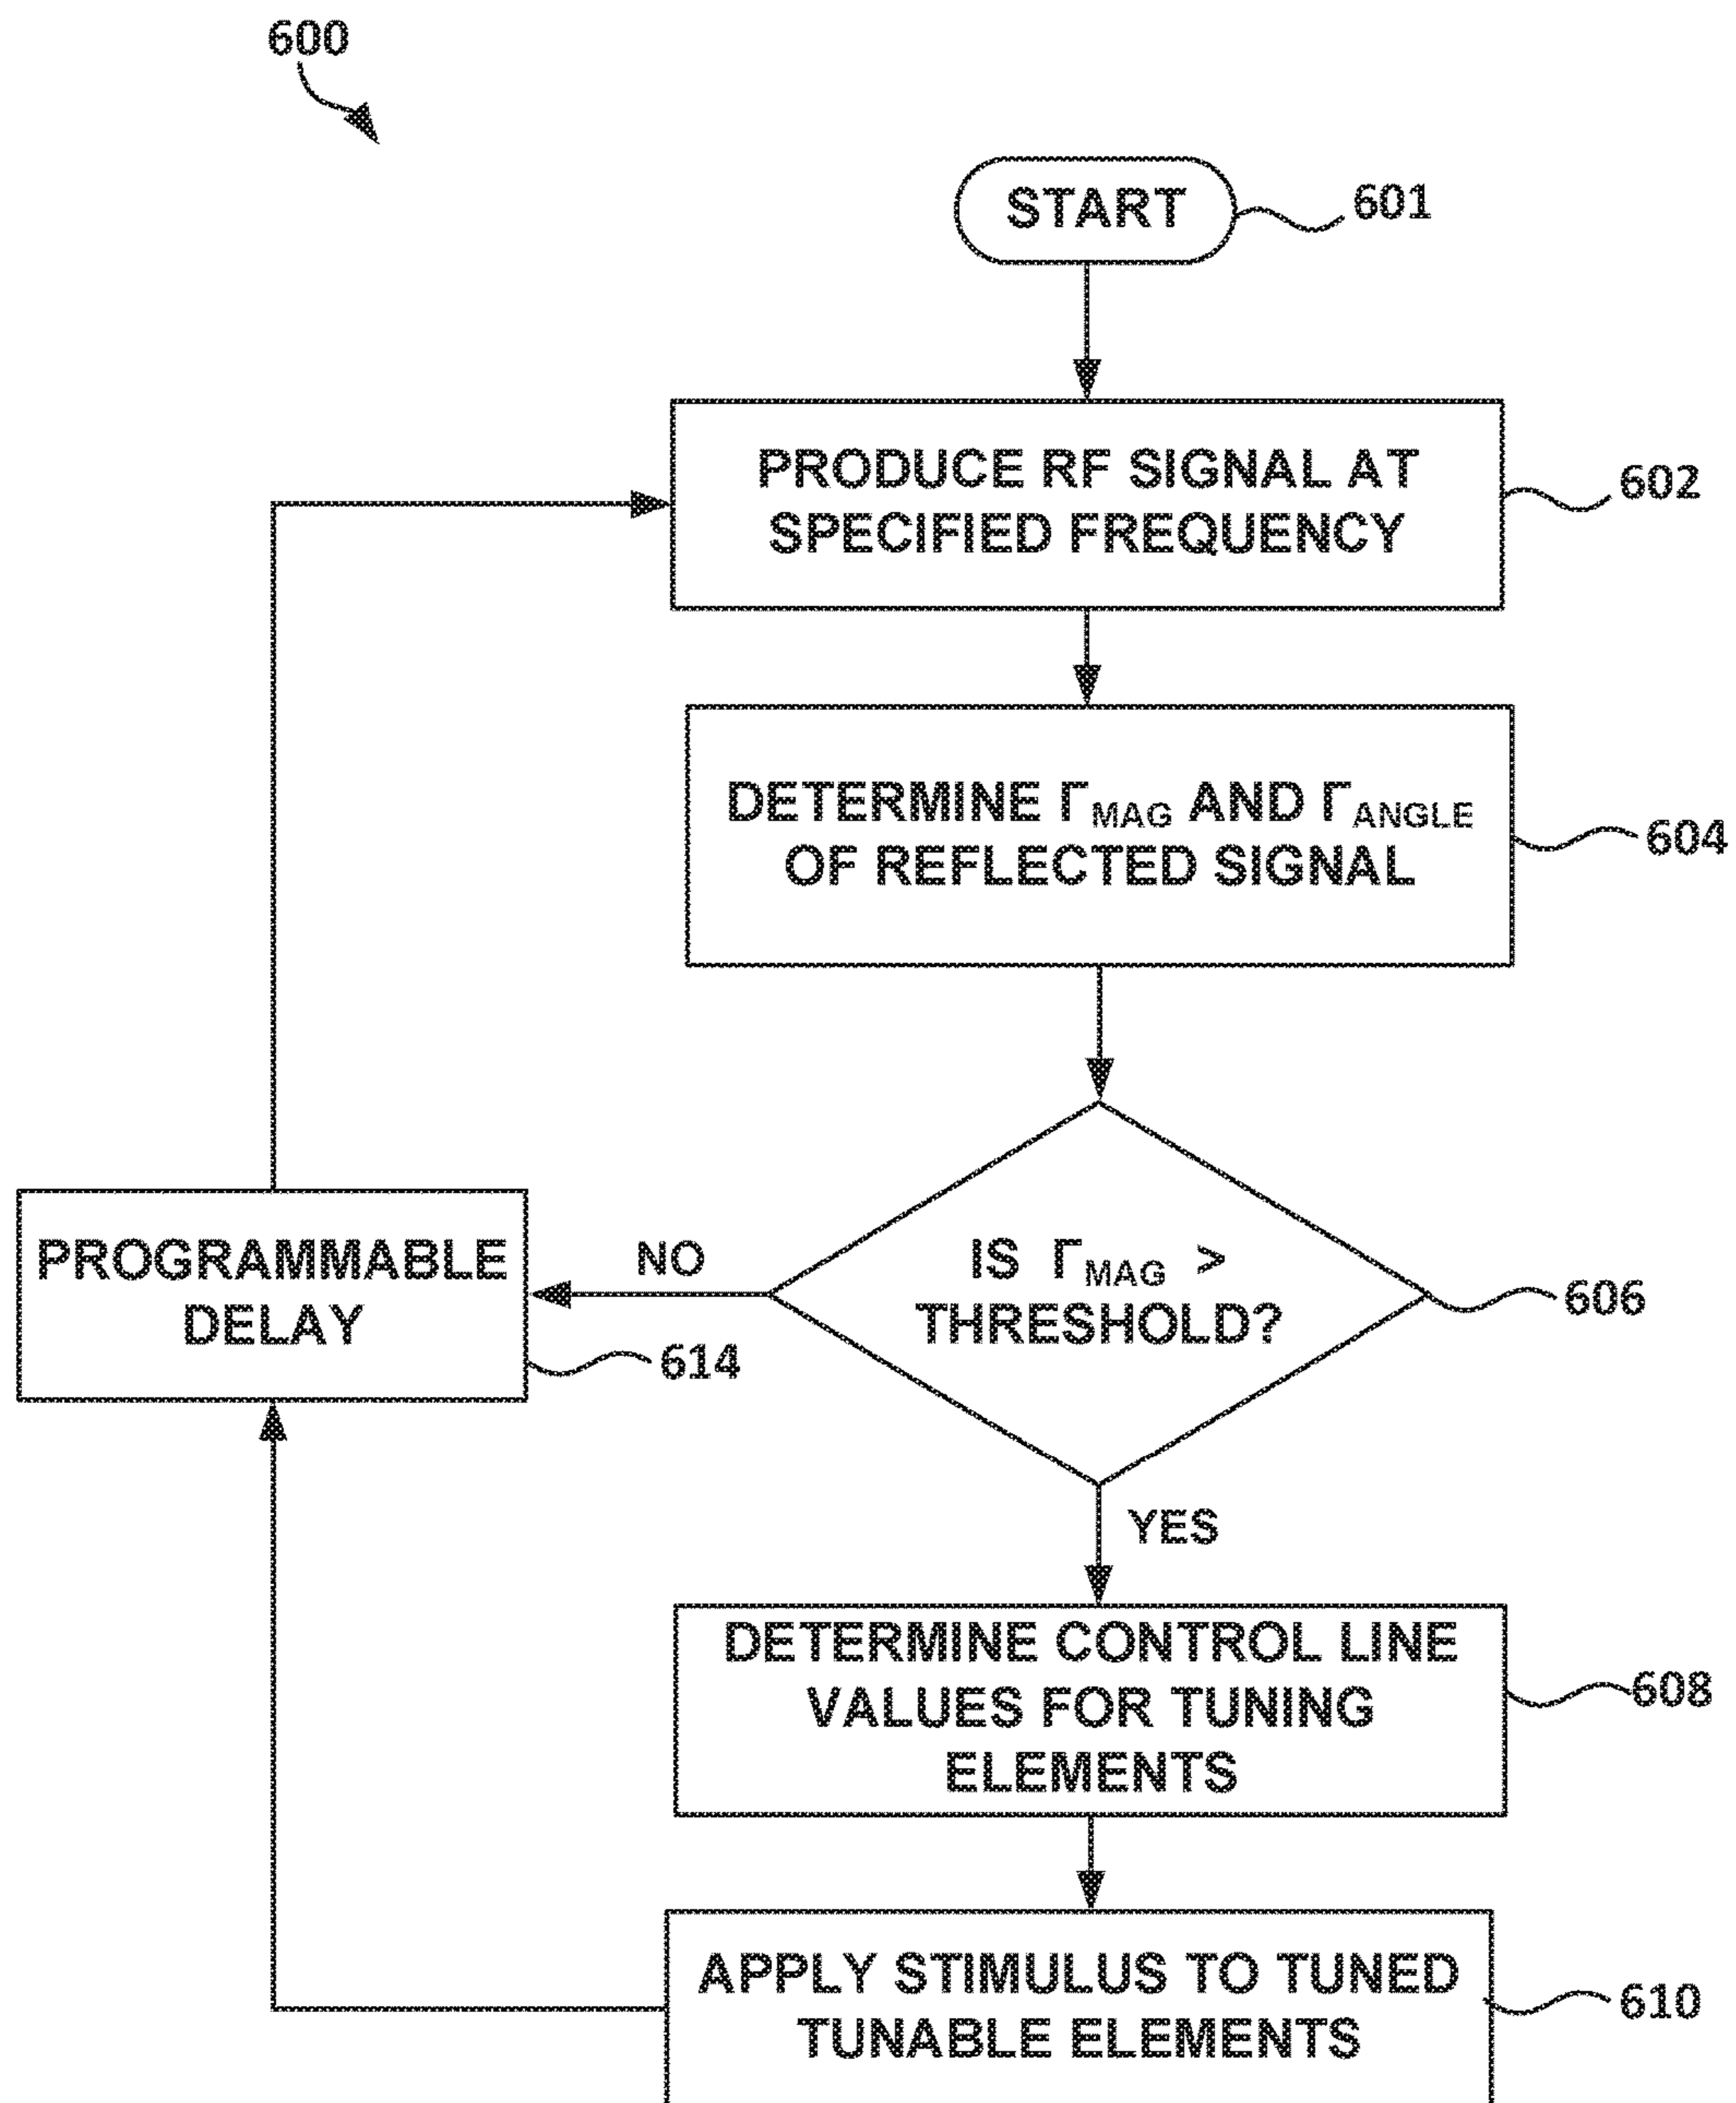 600
START
601
PRODUCE RF SIGNAL AT
SPECIFIED FREQUENCY
602
DETERMINE ΓMAG AND ΓANGLE
OF REFLECTED SIGNAL
604
IS ΓMAG >
THRESHOLD?
606
NO
PROGRAMMABLE
DELAY
614
YES
DETERMINE CONTROL LINE
VALUES FOR TUNING
ELEMENTS
608
APPLY STIMULUS TO TUNED
TUNABLE ELEMENTS
610